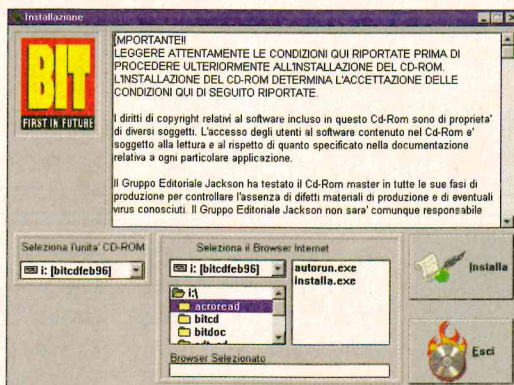 Installazione
BIT
FIRST IN FUTURE
IMPORTANTE!!
LEGGERE ATTENTAMENTE LE CONDIZIONI QUI RIPORTATE PRIMA DI
PROCEDERE ULTERIORMENTE ALL'INSTALLAZIONE DEL CD-ROM.
L'INSTALLAZIONE DEL CD-ROM DETERMINA L'ACCETTAZIONE DELLE
CONDIZIONI QUI DI SEGUITO RIPORTATE.
I diritti di copyright relativi al software incluso in questo Cd-Rom sono di proprieta'
di diversi soggetti. L'accesso degli utenti al software contenuto nel Cd-Rom e'
soggetto alla lettura e al rispetto di quanto specificato nella documentazione
relativa a ogni particolare applicazione.
Il Gruppo Editoriale Jackson ha testato il Cd-Rom master in tutte le sue fasi di
produzione per controllare l'assenza di difetti materiali di produzione e di eventuali
virus conosciuti. Il Gruppo Editoriale Jackson non sara' comunque responsabile
Seleziona l'unita' CD-ROM
i: [bitcdfeb96]
Seleziona il Browser Internet
i: [bitcdfeb96]
i:\
acroread
bitcd
bitdoc
autorun.exe
installa.exe
Browser Selezionato
Installa
Esci